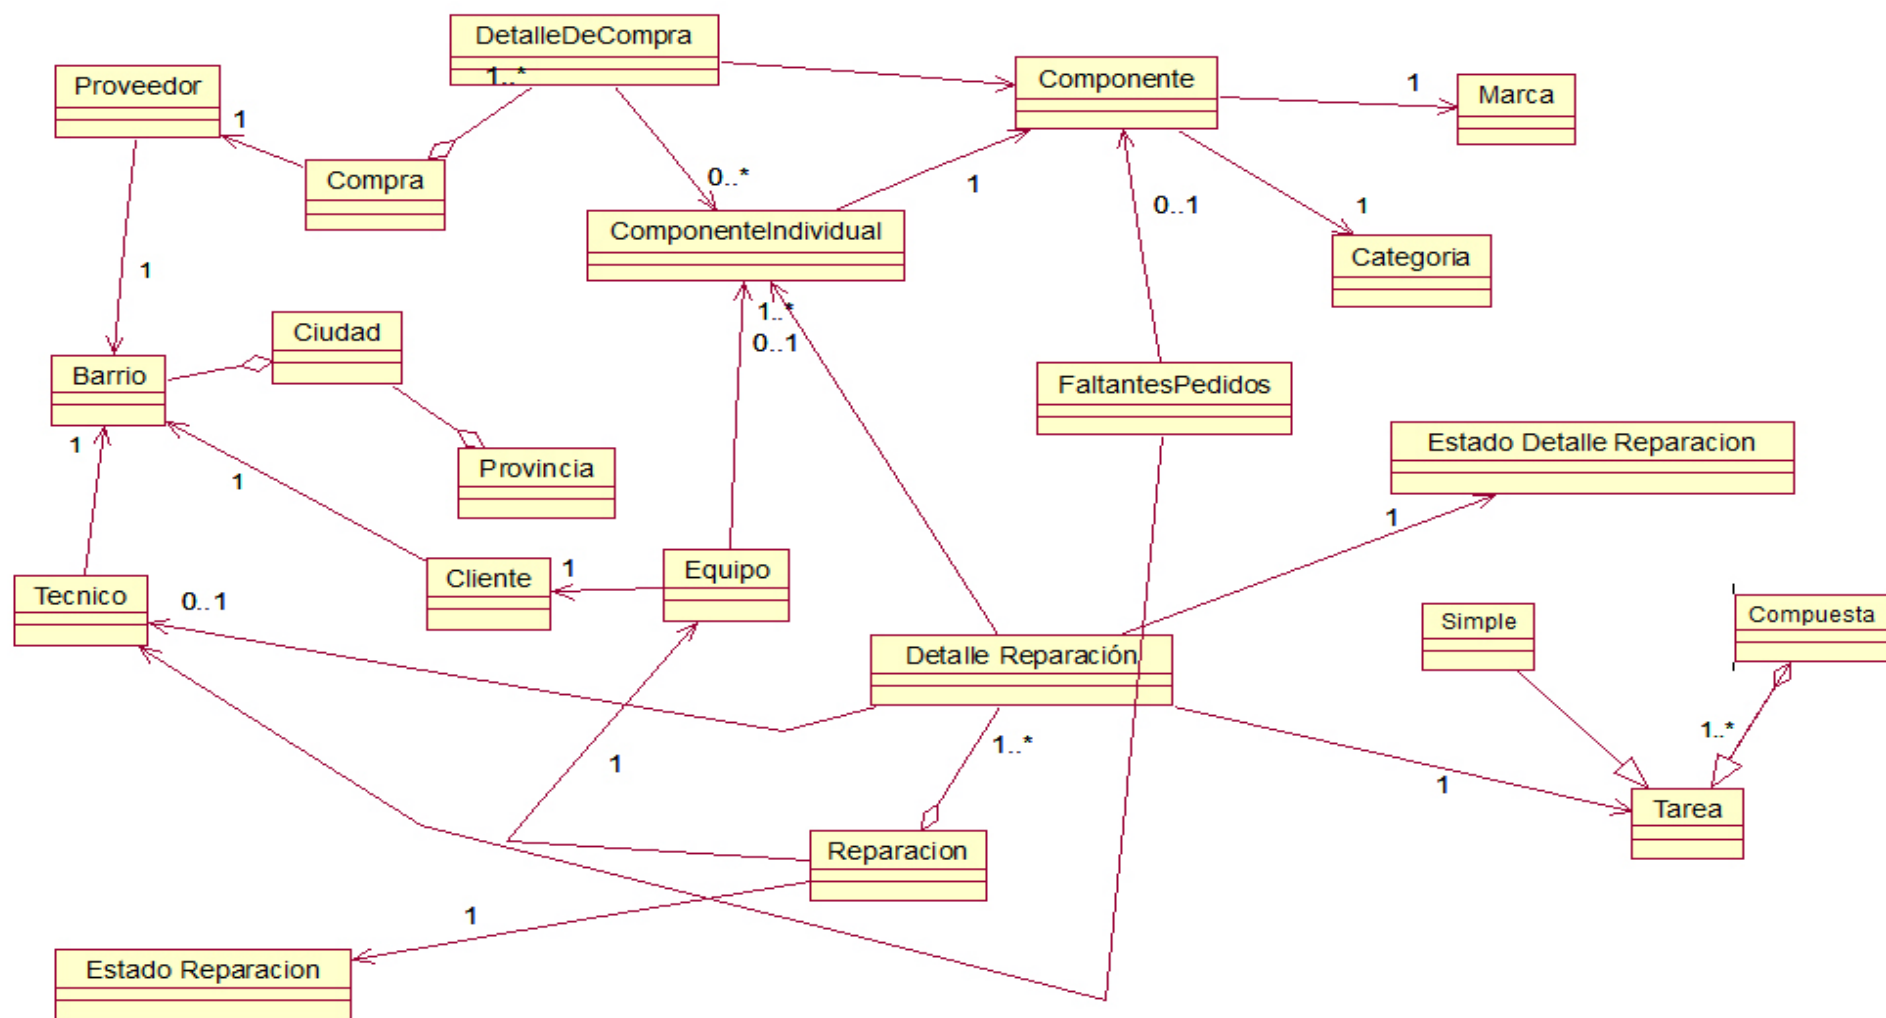 DetalleDeCompra
1..*
Proveedor
1
Compra
Componente
1
Marca
0..*
1
0..1
1
ComponenteIndividual
Categoria
1
Ciudad
1..*
0..1
Barrio
FaltantesPedidos
1
1
Provincia
Estado Detalle Reparacion
1
Tecnico
0..1
Cliente
1
Equipo
Simple
Compuesta
Detalle Reparación
1
1..*
1..*
1
Tarea
Reparacion
1
Estado Reparacion